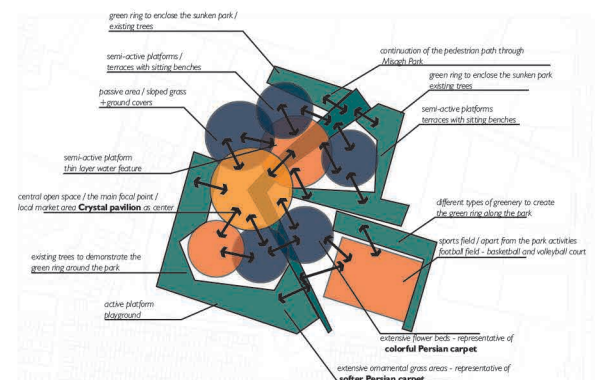 green ring to enclose the sunken park /
existing trees
semi-active platforms /
terraces with sitting benches
passive area / sloped grass
+ground covers
semi-active platform
thin layer water feature
central open space / the main focal point /
local market area Crystal pavilion as center
existing trees to demonstrate the
green ring around the park
active platform
playground
continuation of the pedestrian path through
Misagh Park
green ring to enclose the sunken park
existing trees
semi-active platforms
terraces with sitting benches
different types of greenery to create
the green ring along the park
sports field / apart from the park activities
football field - basketball and volleyball court
extensive flower beds - representative of
colorful Persian carpet
extensive ornamental grass areas - representative of
softer Persian carpet